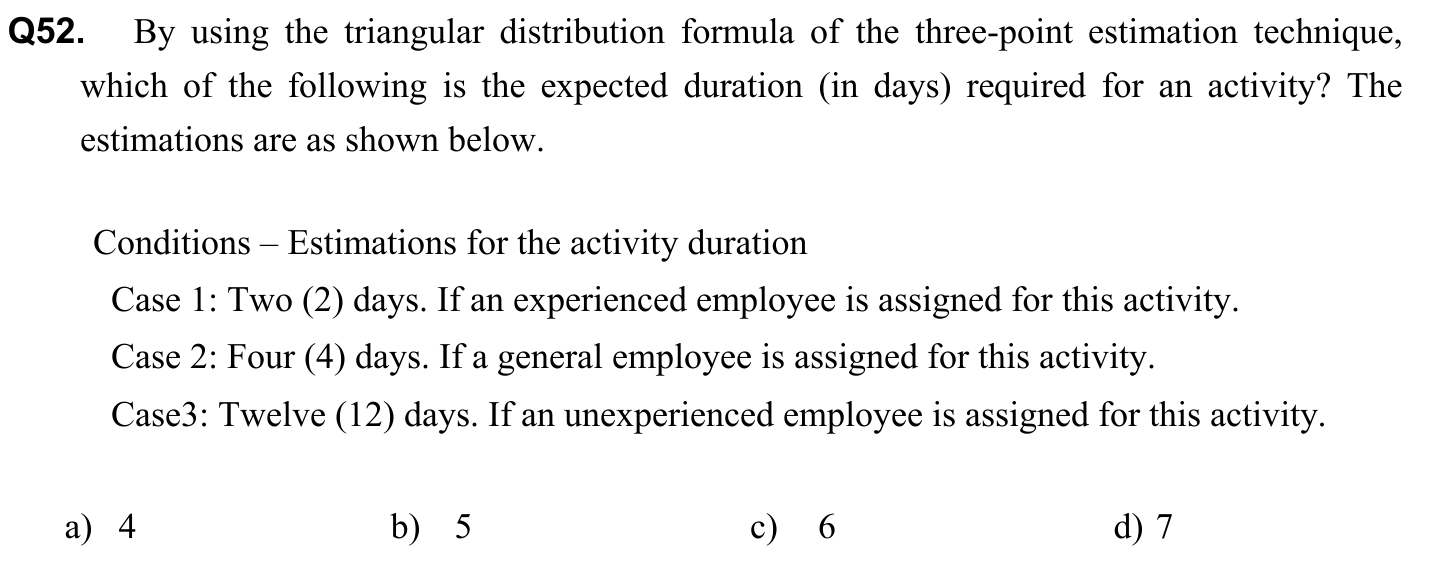 Q52. By using the triangular distribution formula of the three-point estimation technique,
which of the following is the expected duration (in days) required for an activity? The
estimations are as shown below.
Conditions – Estimations for the activity duration
Case 1: Two (2) days. If an experienced employee is assigned for this activity.
Case 2: Four (4) days. If a general employee is assigned for this activity.
Case3: Twelve (12) days. If an unexperienced employee is assigned for this activity.
a) 4 b) 5 c) 6 d) 7